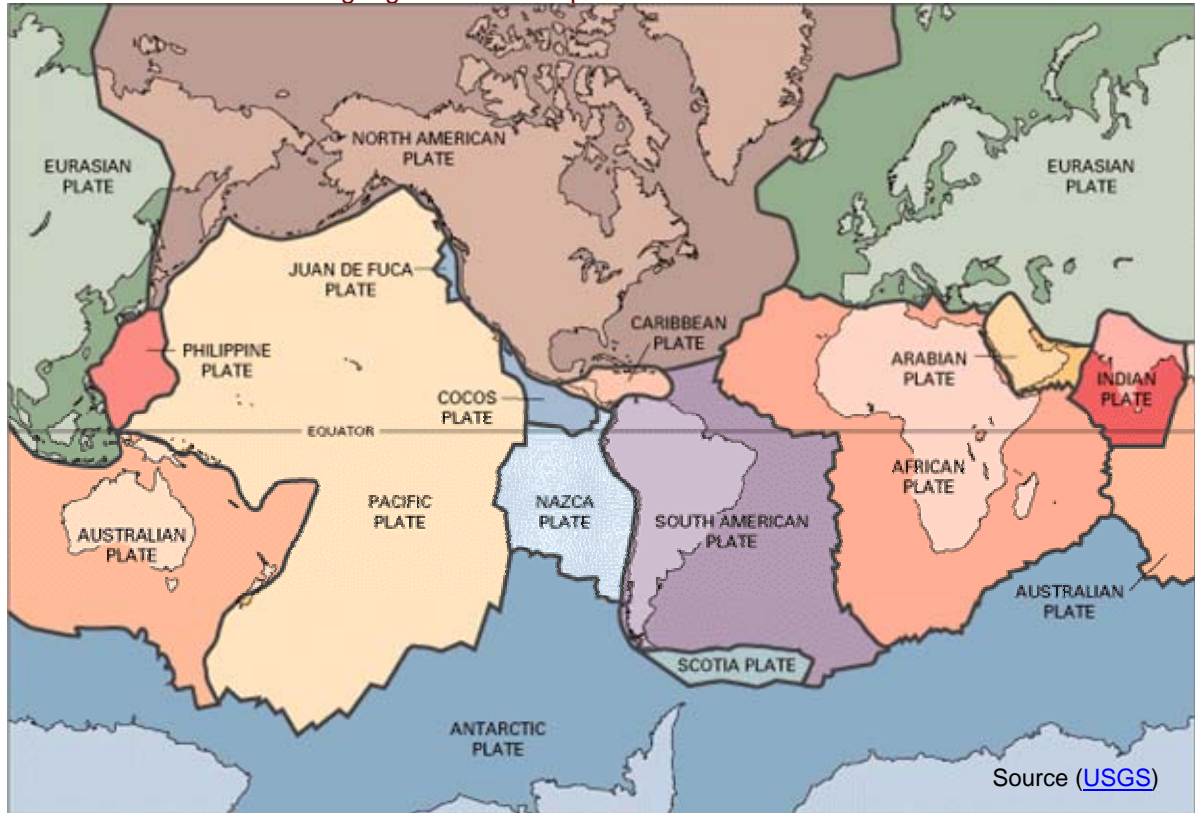 NORTH AMERICAN
PLATE
EURASIAN
PLATE
EURASIAN
PLATE
JUAN DE FUCA
PLATE
CARIBBEAN
PLATE
PHILIPPINE
PLATE
ARABIAN
PLATE
INDIAN
PLATE
COCOS
PLATE
EQUATOR
AFRICAN
PLATE
PACIFIC
PLATE
NAZCA
PLATE
SOUTH AMERICAN
PLATE
AUSTRALIAN
PLATE
AUSTRALIAN
PLATE
SCOTIA PLATE
ANTARCTIC
PLATE
Source (USGS)